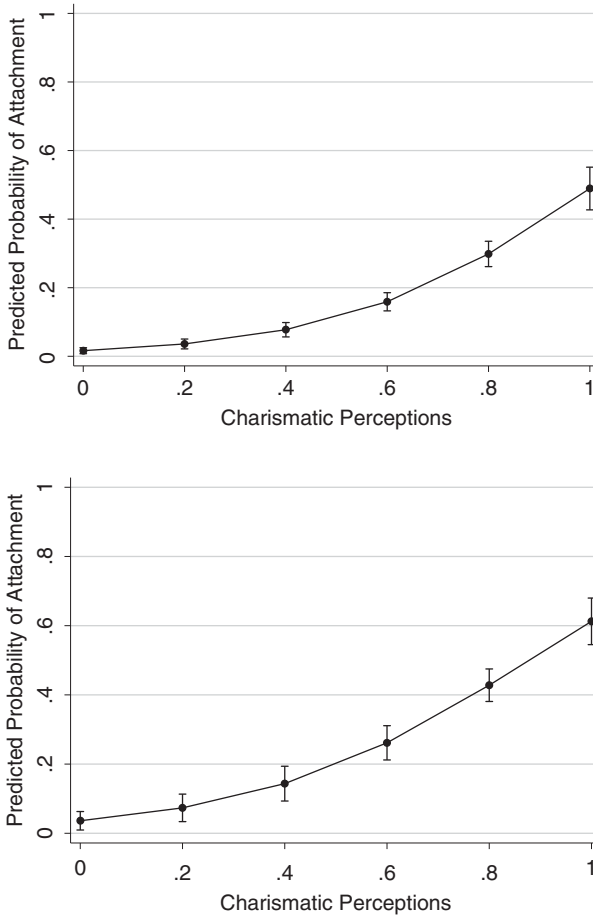 Predicted Probability of Attachment
1
.8
.6
.4
.2
0
0 .2 .4 .6 .8 1
Charismatic Perceptions
Predicted Probability of Attachment
1
.8
.6
.4
.2
0
0 .2 .4 .6 .8 1
Charismatic Perceptions